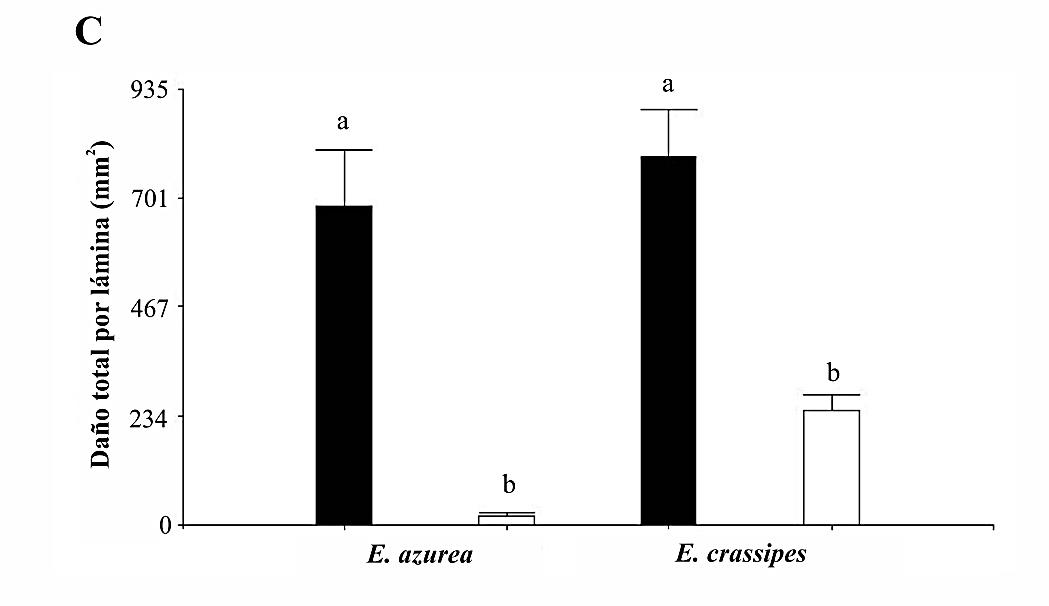 C
Daño total por lámina (mm²)
935
701
467
234
0
a
b
a
b
E. azurea
E. crassipes